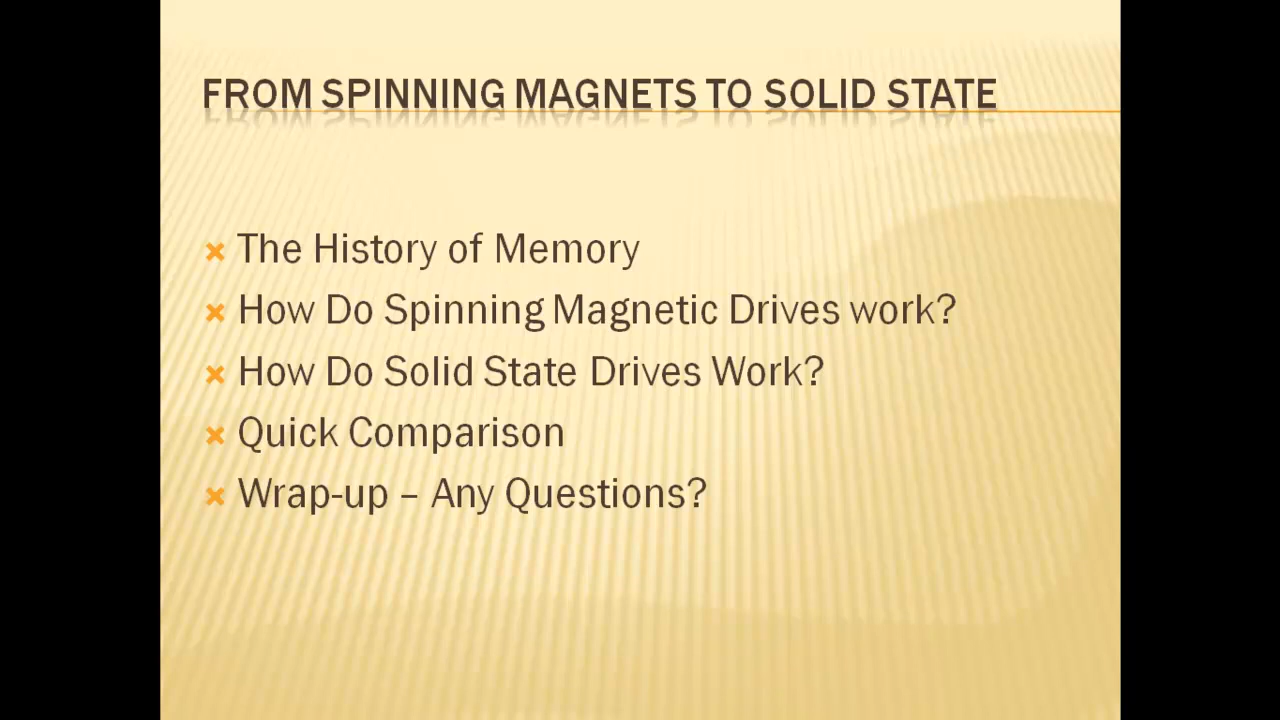 FROM SPINNING MAGNETS TO SOLID STATE
The History of Memory
How Do Spinning Magnetic Drives work?
How Do Solid State Drives Work?
Quick Comparison
Wrap-up – Any Questions?